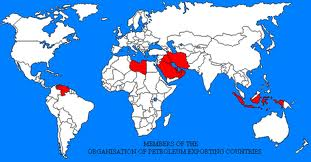 MEMBERS OF THE
ORGANISATION OF PETROLEUM EXPORTING COUNTRIES